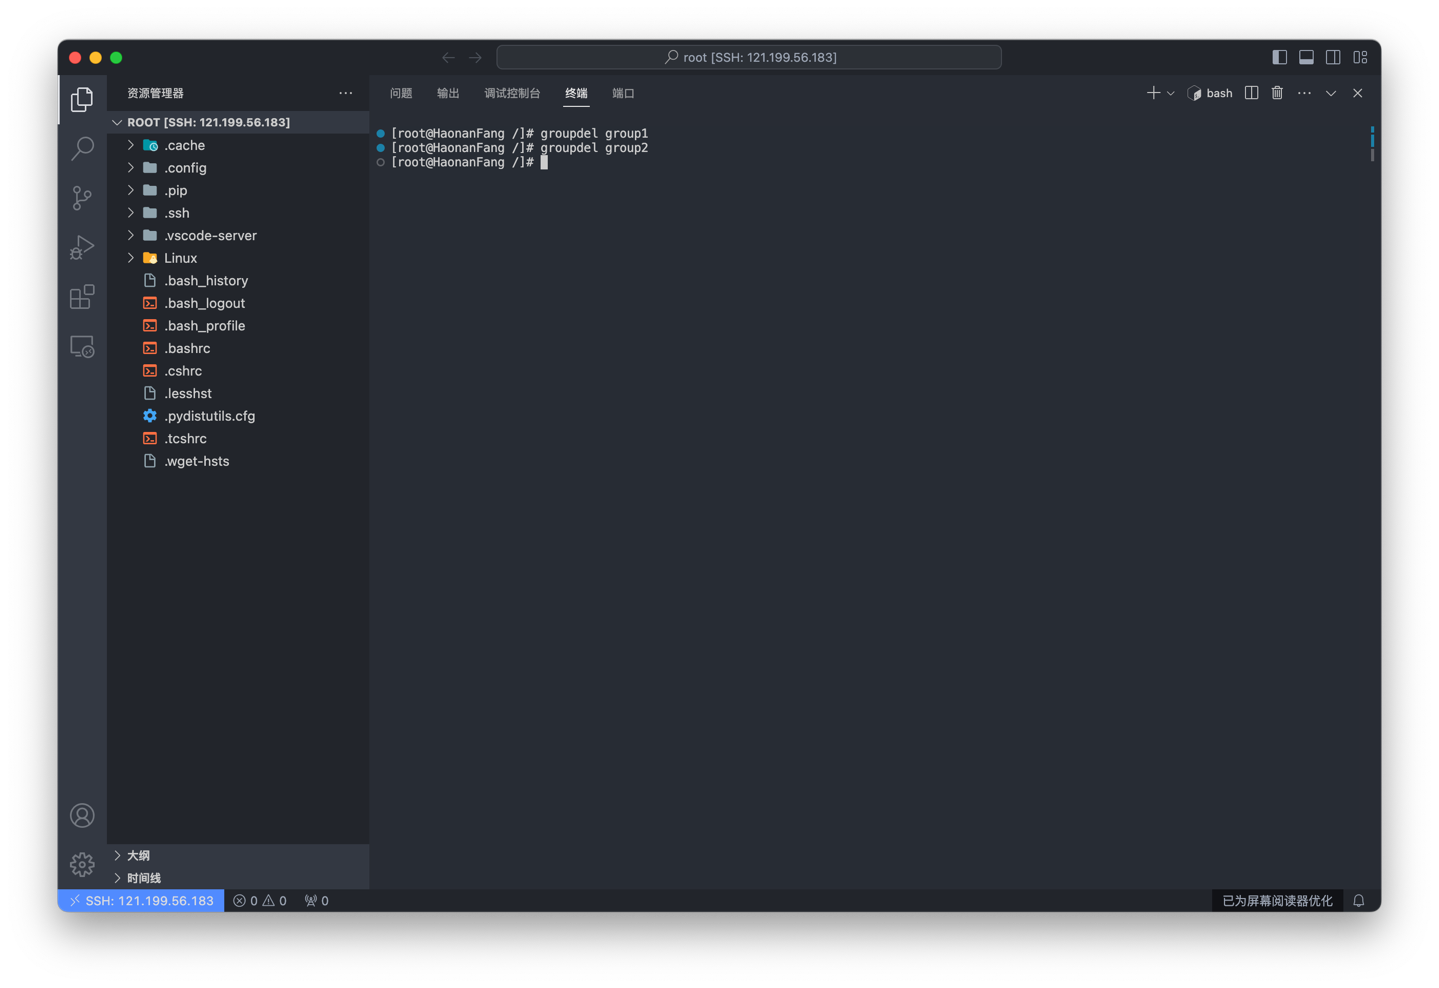 root [SSH: 121.199.56.183]
资源管理器
ROOT [SSH: 121.199.56.183]
.cache
.config
.pip
.ssh
.vscode-server
Linux
.bash_history
.bash_logout
.bash_profile
.bashrc
.cshrc
.lesshst
.pydistutils.cfg
.tcshrc
.wget-hsts
大纲
时间线
问题 输出 调试控制台 终端 端口
bash
[root@HaonanFang /]# groupdel group1
[root@HaonanFang /]# groupdel group2
[root@HaonanFang /]#
SSH: 121.199.56.183 0 0 0
已为屏幕阅读器优化